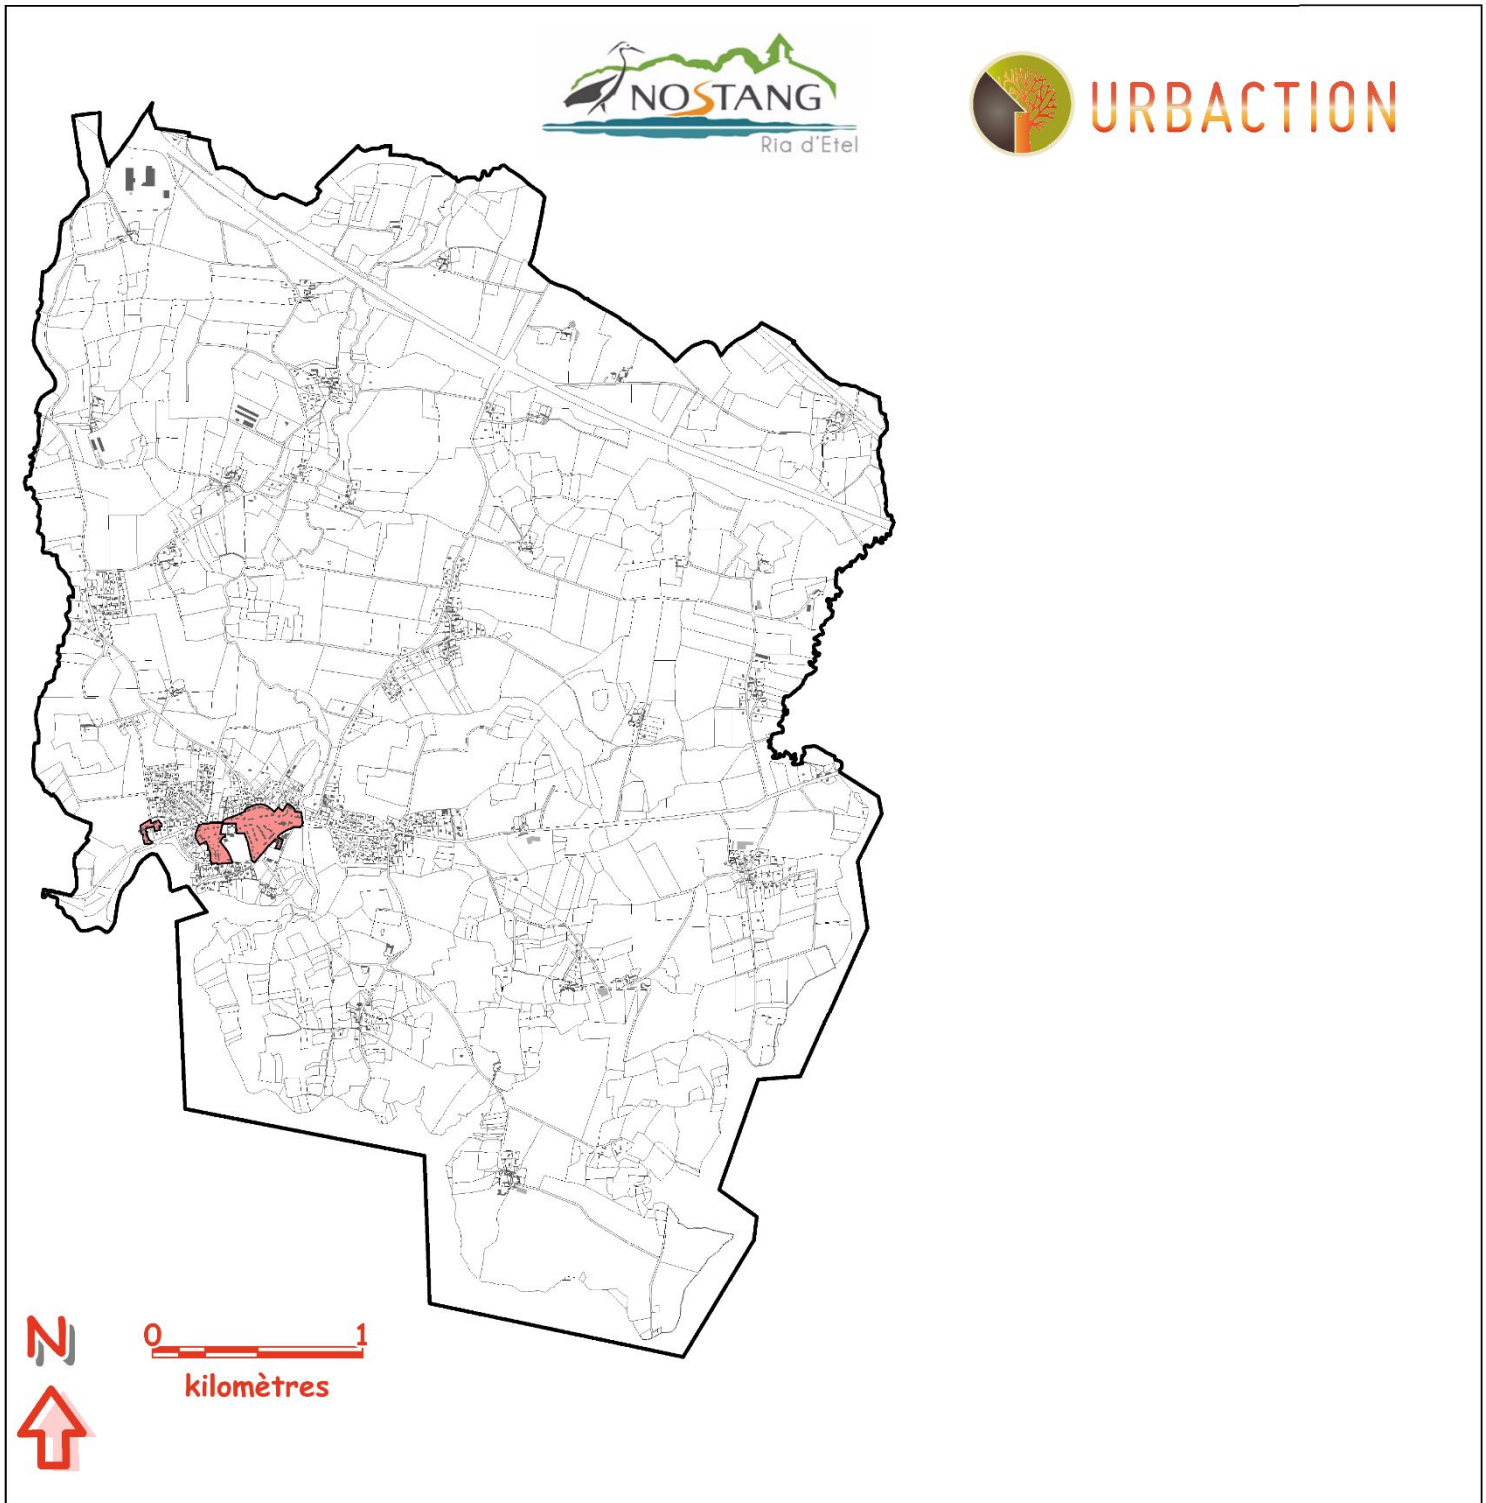 NOSTANG
Ria d'Etel
URBACTION
N
0 1
kilomètres